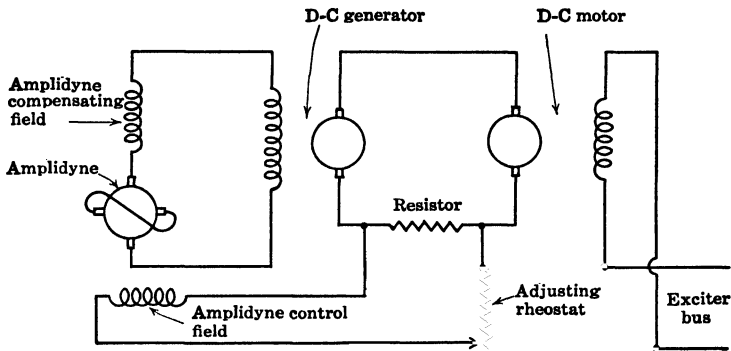 D-C generator
D-C motor
Amplidyne
compensating
field
Amplidyne
Resistor
Adjusting
rheostat
Exciter
bus
Amplidyne control
field